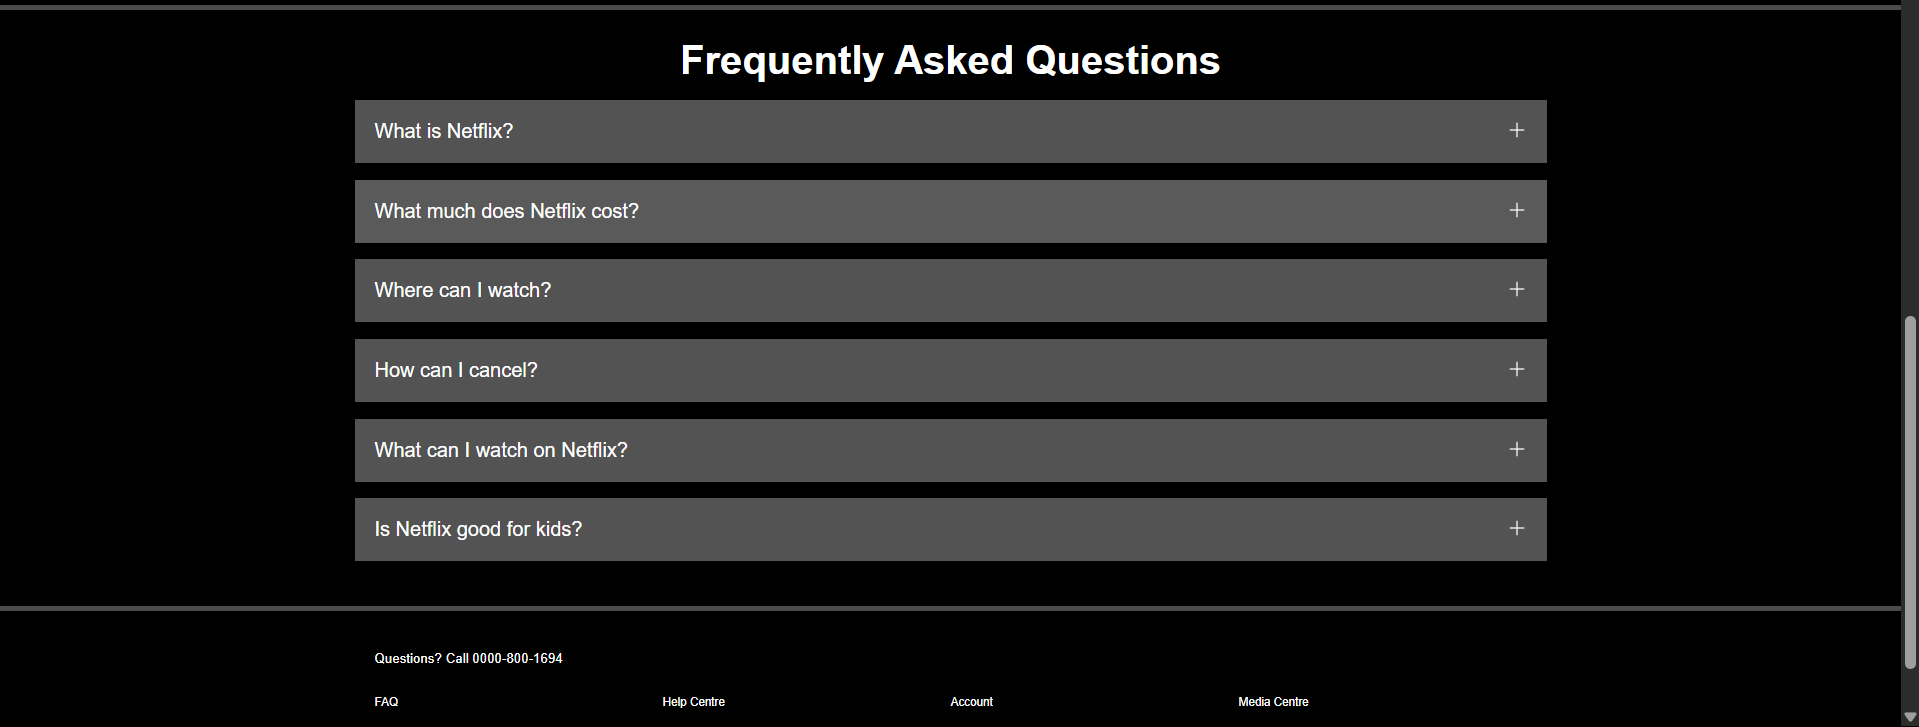 Frequently Asked Questions
What is Netflix?
What much does Netflix cost?
Where can I watch?
How can I cancel?
What can I watch on Netflix?
Is Netflix good for kids?
Questions? Call 0000-800-1694
FAQ Help Centre Account Media Centre